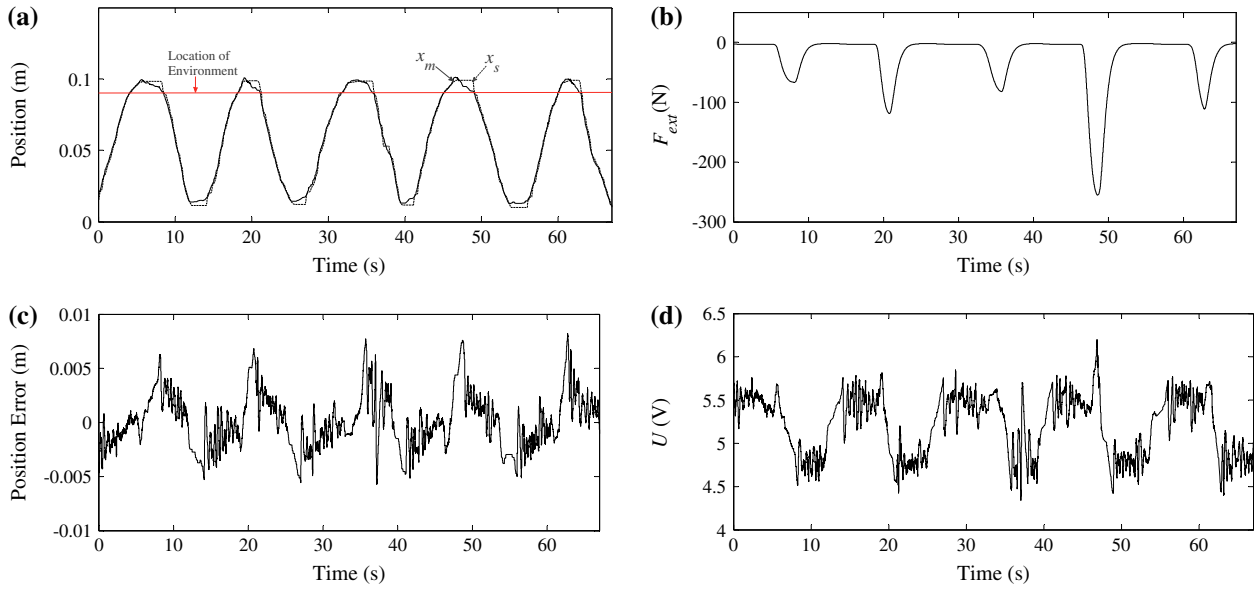 (a)
Position (m)
0.15
0.1
0.05
0
Location of
Environment
x_m
x_s
0 10 20 30 40 50 60
Time (s)
(b)
F_ext (N)
0
-100
-200
-300
0 10 20 30 40 50 60
Time (s)
(c)
Position Error (m)
0.01
0.005
0
-0.005
-0.01
0 10 20 30 40 50 60
Time (s)
(d)
U (V)
6.5
6
5.5
5
4.5
4
0 10 20 30 40 50 60
Time (s)